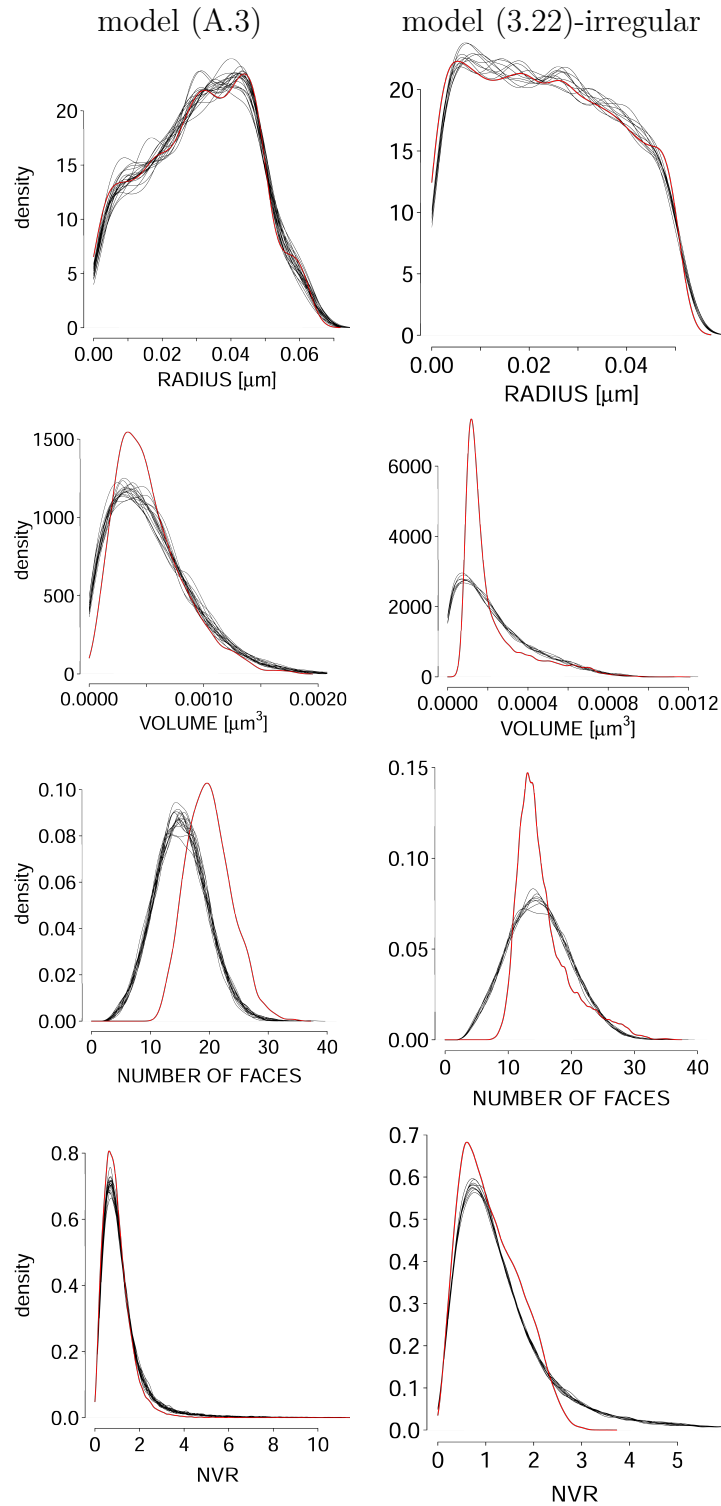 model (A.3) model (3.22)-irregular
20
15
10
5
0
density
0.00 0.02 0.04 0.06
RADIUS [μm]
20
15
10
5
0
0.00 0.02 0.04
RADIUS [μm]
1500
1000
500
0
density
0.0000 0.0010 0.0020
VOLUME [μm³]
6000
4000
2000
0
0.0000 0.0004 0.0008 0.0012
VOLUME [μm³]
0.10
0.08
0.06
0.04
0.02
0.00
density
0 10 20 30 40
NUMBER OF FACES
0.15
0.10
0.05
0.00
0 10 20 30 40
NUMBER OF FACES
0.8
0.6
0.4
0.2
0.0
density
0 2 4 6 8 10
NVR
0.7
0.6
0.5
0.4
0.3
0.2
0.1
0.0
0 1 2 3 4 5
NVR